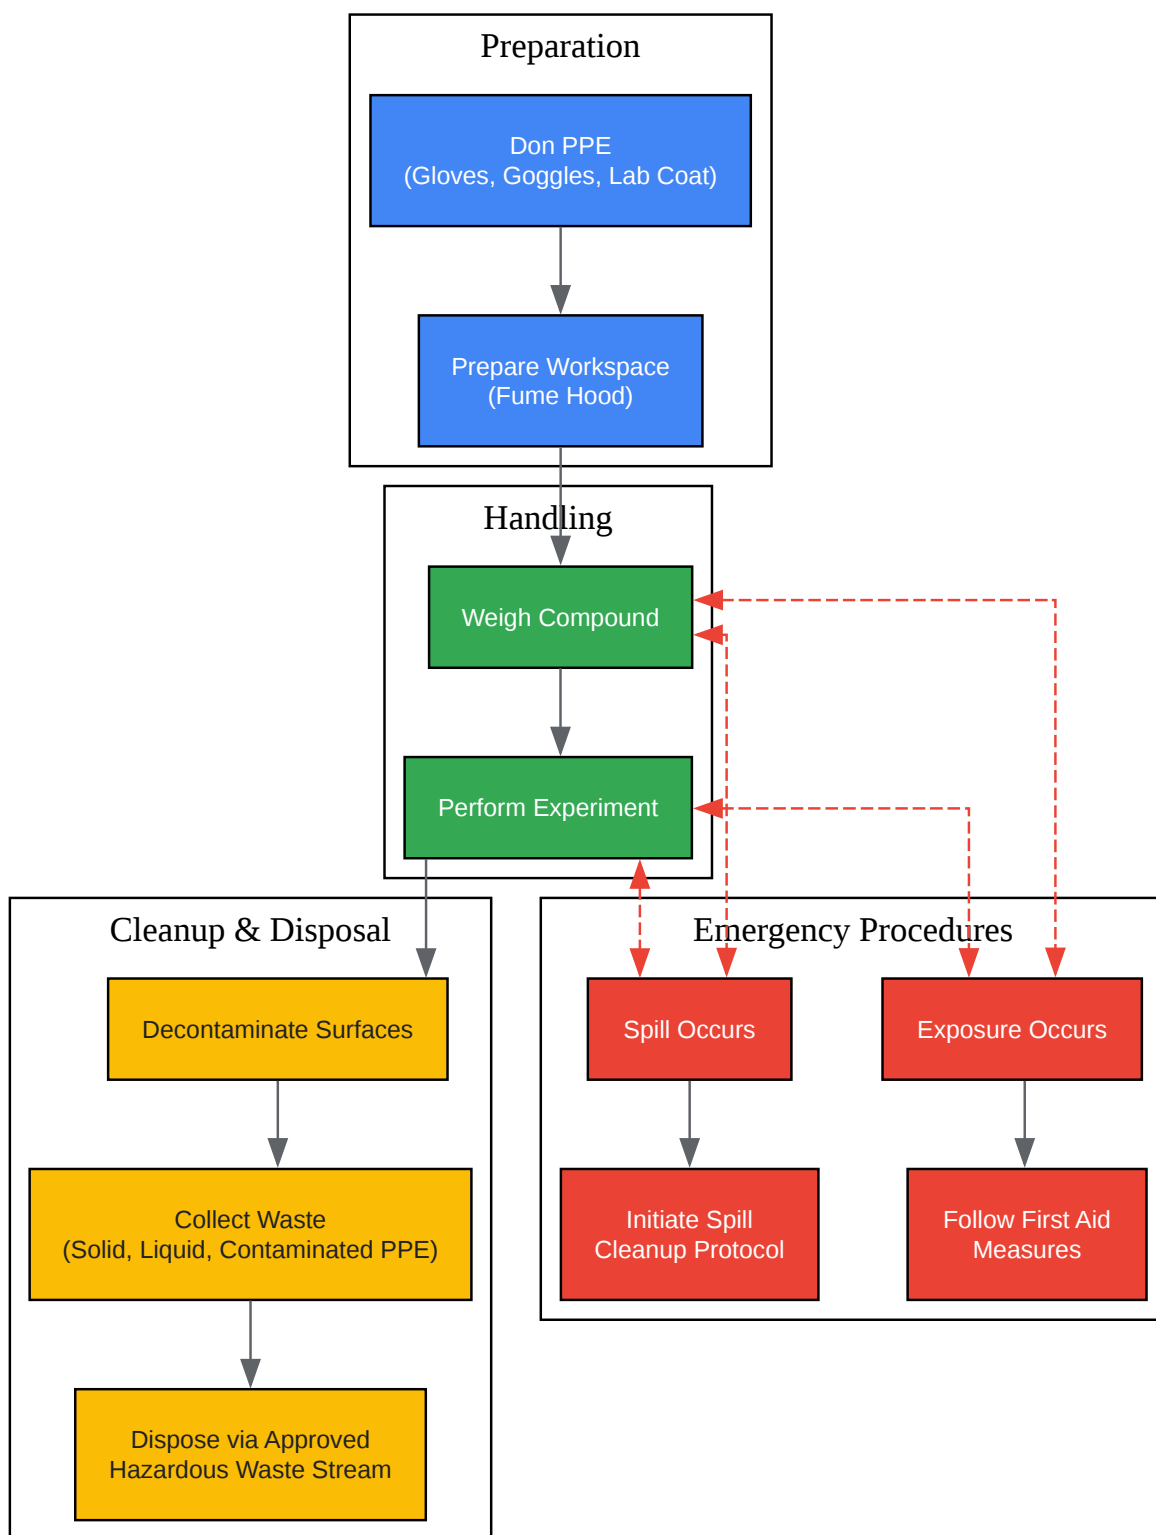 Preparation
Don PPE
(Gloves, Goggles, Lab Coat)
Prepare Workspace
(Fume Hood)
Handling
Weigh Compound
Perform Experiment
Cleanup & Disposal
Decontaminate Surfaces
Collect Waste
(Solid, Liquid, Contaminated PPE)
Dispose via Approved
Hazardous Waste Stream
Emergency Procedures
Spill Occurs
Exposure Occurs
Initiate Spill
Cleanup Protocol
Follow First Aid
Measures